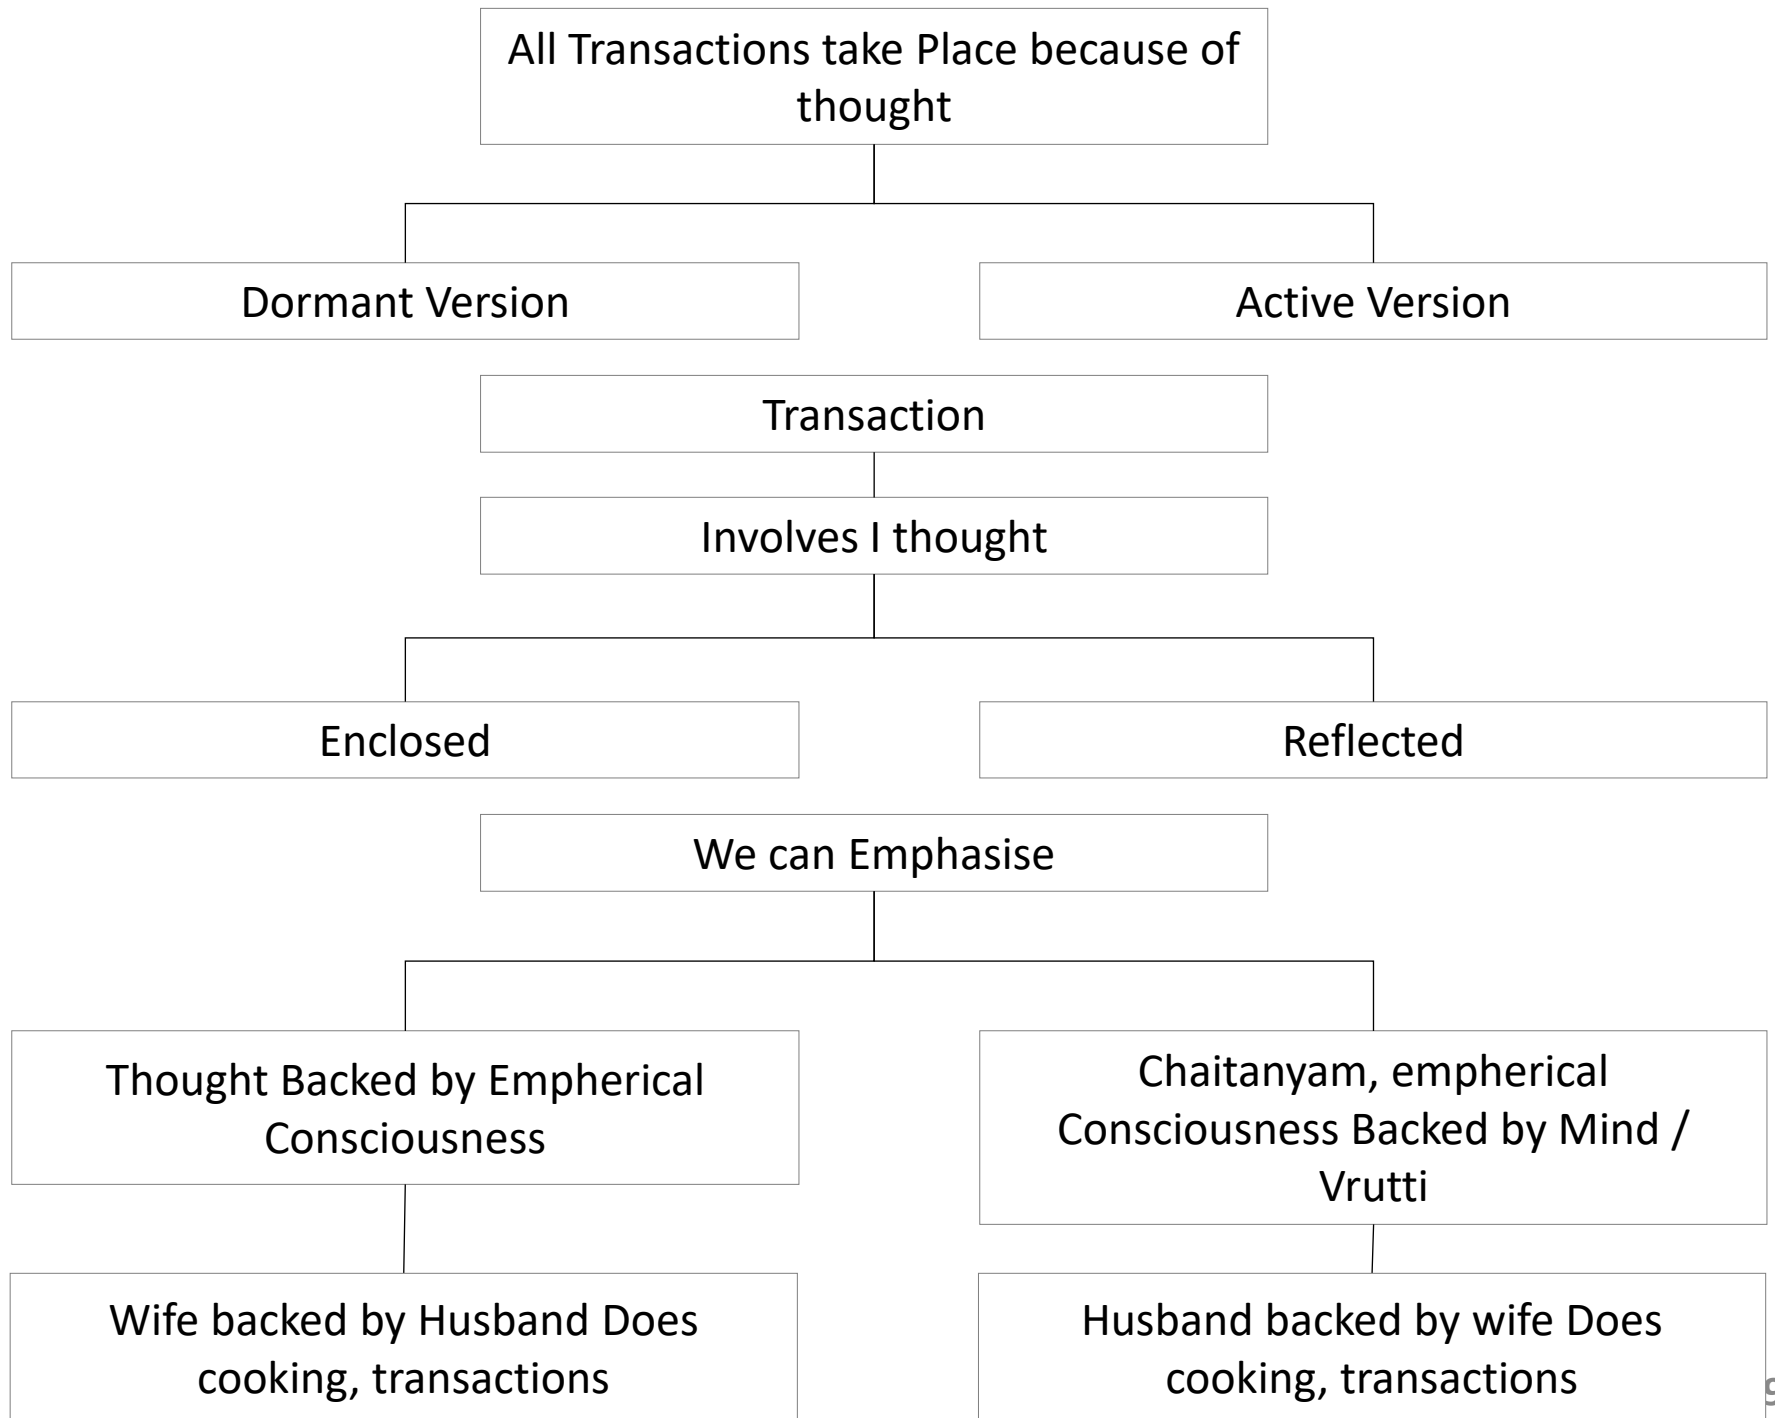 All Transactions take Place because of
thought
Dormant Version
Active Version
Transaction
Involves I thought
Enclosed
Reflected
We can Emphasise
Thought Backed by Empherical
Consciousness
Chaitanyam, empherical
Consciousness Backed by Mind /
Vrutti
Wife backed by Husband Does
cooking, transactions
Husband backed by wife Does
cooking, transactions